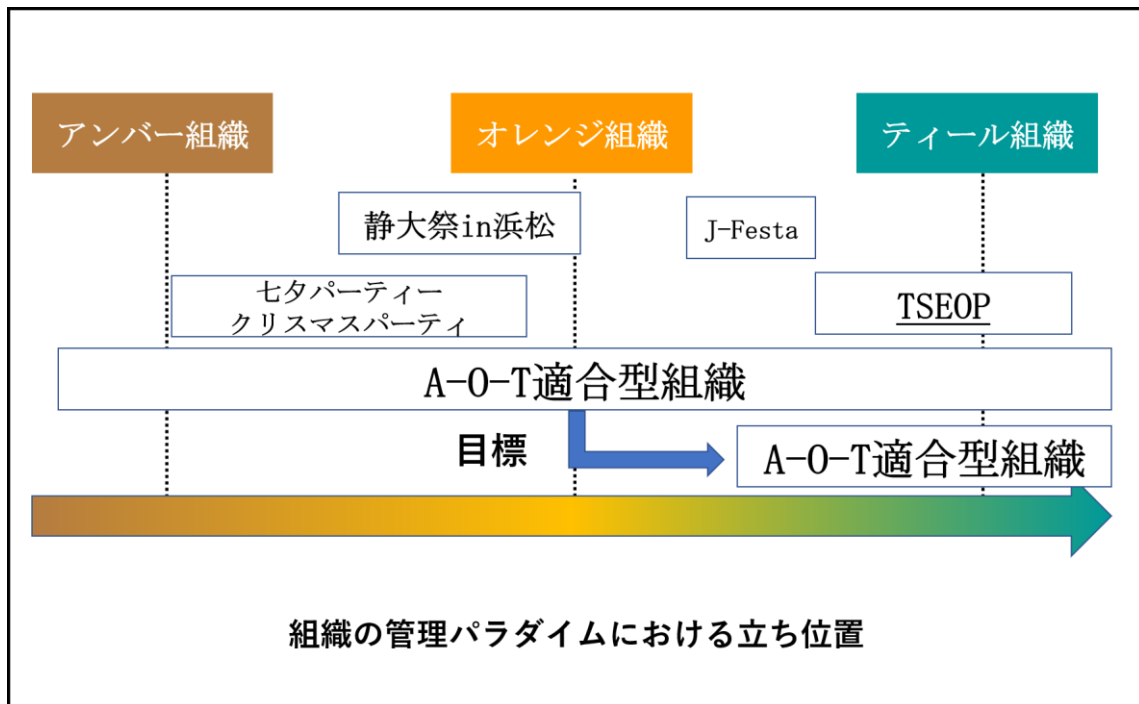 アンバー組織
オレンジ組織
ティール組織
静大祭in浜松
J-Festa
七夕パーティー
クリスマスパーティ
TSEOP
A-O-T適合型組織
目標
A-O-T適合型組織
組織の管理パラダイムにおける立ち位置